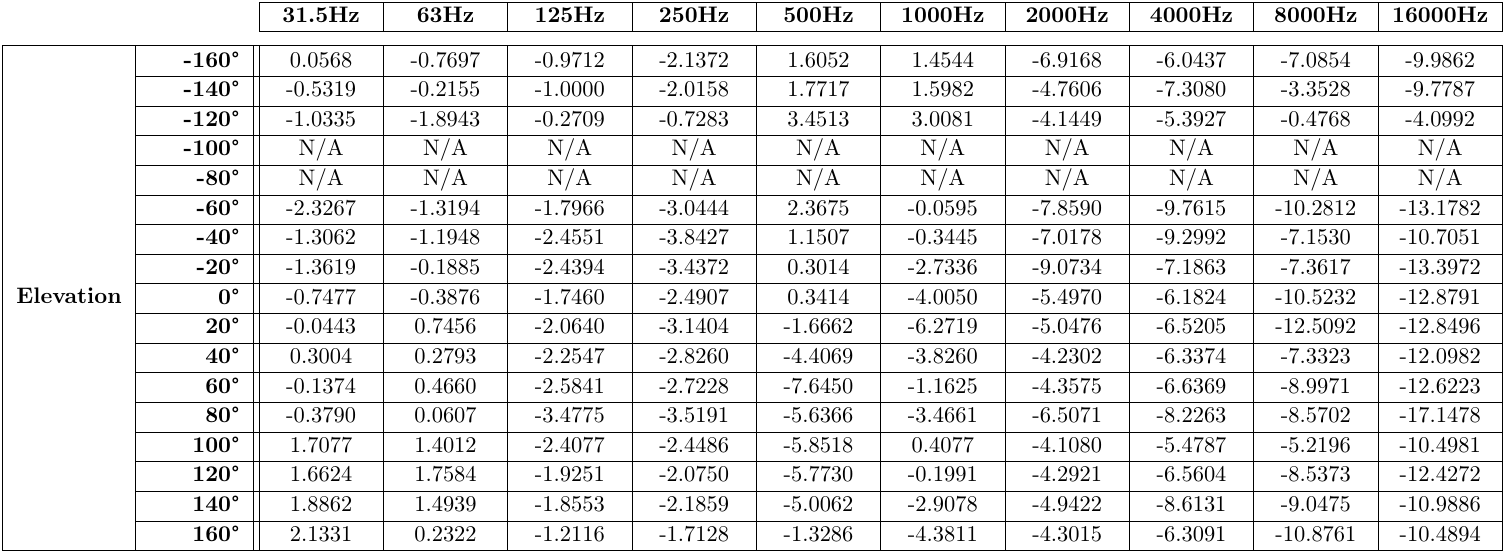 31.5Hz 63Hz 125Hz 250Hz 500Hz 1000Hz 2000Hz 4000Hz 8000Hz 16000Hz
-160° 0.0568 -0.7697 -0.9712 -2.1372 1.6052 1.4544 -6.9168 -6.0437 -7.0854 -9.9862
-140° -0.5319 -0.2155 -1.0000 -2.0158 1.7717 1.5982 -4.7606 -7.3080 -3.3528 -9.7787
-120° -1.0335 -1.8943 -0.2709 -0.7283 3.4513 3.0081 -4.1449 -5.3927 -0.4768 -4.0992
-100° N/A N/A N/A N/A N/A N/A N/A N/A N/A N/A
-80° N/A N/A N/A N/A N/A N/A N/A N/A N/A N/A
-60° -2.3267 -1.3194 -1.7966 -3.0444 2.3675 -0.0595 -7.8590 -9.7615 -10.2812 -13.1782
-40° -1.3062 -1.1948 -2.4551 -3.8427 1.1507 -0.3445 -7.0178 -9.2992 -7.1530 -10.7051
-20° -1.3619 -0.1885 -2.4394 -3.4372 0.3014 -2.7336 -9.0734 -7.1863 -7.3617 -13.3972
Elevation 0° -0.7477 -0.3876 -1.7460 -2.4907 0.3414 -4.0050 -5.4970 -6.1824 -10.5232 -12.8791
20° -0.0443 0.7456 -2.0640 -3.1404 -1.6662 -6.2719 -5.0476 -6.5205 -12.5092 -12.8496
40° 0.3004 0.2793 -2.2547 -2.8260 -4.4069 -3.8260 -4.2302 -6.3374 -7.3323 -12.0982
60° -0.1374 0.4660 -2.5841 -2.7228 -7.6450 -1.1625 -4.3575 -6.6369 -8.9971 -12.6223
80° -0.3790 0.0607 -3.4775 -3.5191 -5.6366 -3.4661 -6.5071 -8.2263 -8.5702 -17.1478
100° 1.7077 1.4012 -2.4077 -2.4486 -5.8518 0.4077 -4.1080 -5.4787 -5.2196 -10.4981
120° 1.6624 1.7584 -1.9251 -2.0750 -5.7730 -0.1991 -4.2921 -6.5604 -8.5373 -12.4272
140° 1.8862 1.4939 -1.8553 -2.1859 -5.0062 -2.9078 -4.9422 -8.6131 -9.0475 -10.9886
160° 2.1331 0.2322 -1.2116 -1.7128 -1.3286 -4.3811 -4.3015 -6.3091 -10.8761 -10.4894